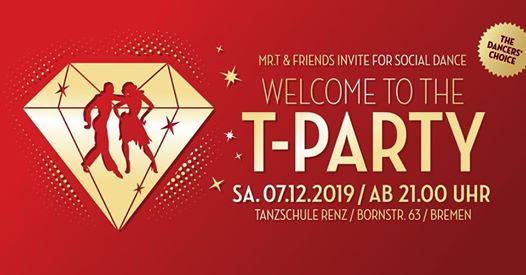 MR.T & FRIENDS INVITE FOR SOCIAL DANCE
THE
DANCERS'
CHOICE
WELCOME TO THE
T-PARTY
SA. 07.12.2019 / AB 21.00 UHR
TANZSCHULE RENZ / BORNSTR. 63 / BREMEN